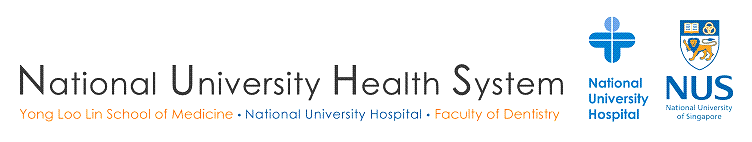 National University Health System
Yong Loo Lin School of Medicine • National University Hospital • Faculty of Dentistry
National
University
Hospital
NUS
National University
of Singapore